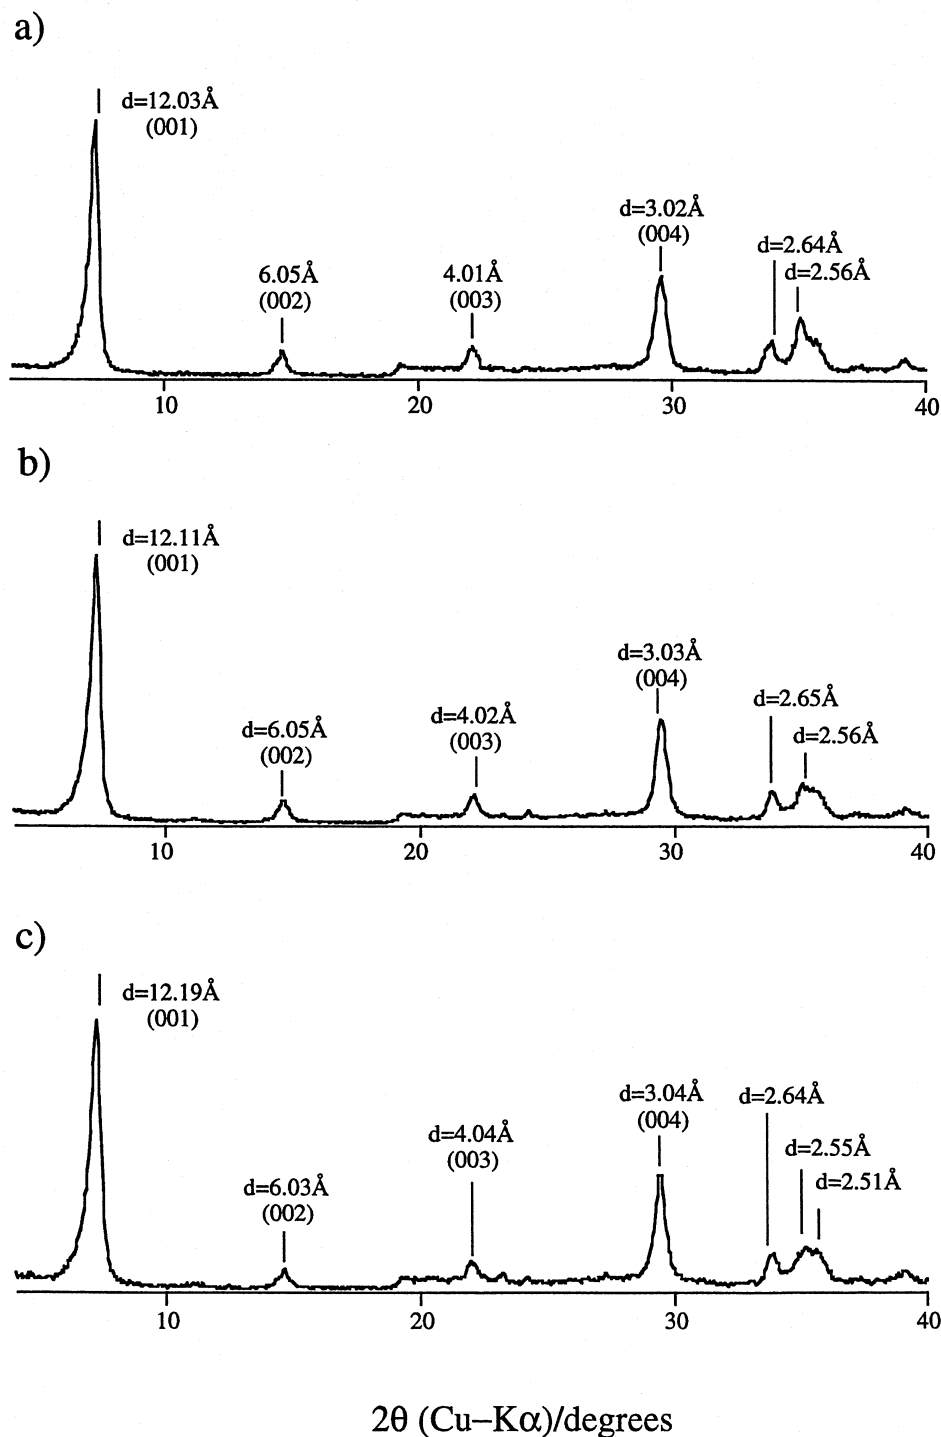 a)
d=12.03Å
(001)
d=3.02Å
(004)
d=2.64Å
d=2.56Å
6.05Å
(002)
4.01Å
(003)
10
20
30
40
b)
d=12.11Å
(001)
d=3.03Å
(004)
d=2.65Å
d=4.02Å
(003)
d=6.05Å
(002)
d=2.56Å
10
20
30
40
c)
d=12.19Å
(001)
d=3.04Å
(004)
d=2.64Å
d=4.04Å
(003)
d=2.55Å
d=2.51Å
d=6.03Å
(002)
10
20
30
40
2θ (Cu–Kα)/degrees